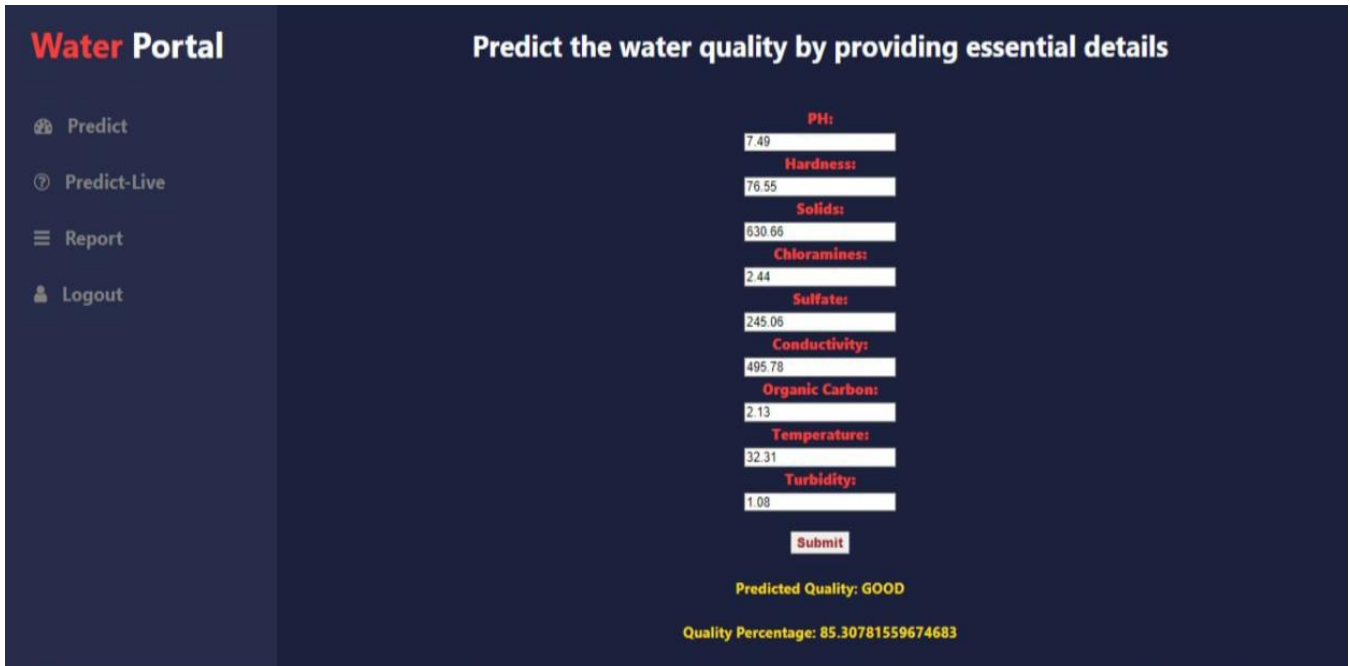 Water Portal
Predict
Predict-Live
Report
Logout
Predict the water quality by providing essential details
PH:
7.49
Hardness:
76.55
Solids:
630.66
Chloramines:
2.44
Sulfate:
245.06
Conductivity:
495.78
Organic Carbon:
2.13
Temperature:
32.31
Turbidity:
1.08
Submit
Predicted Quality: GOOD
Quality Percentage: 85.30781559674683